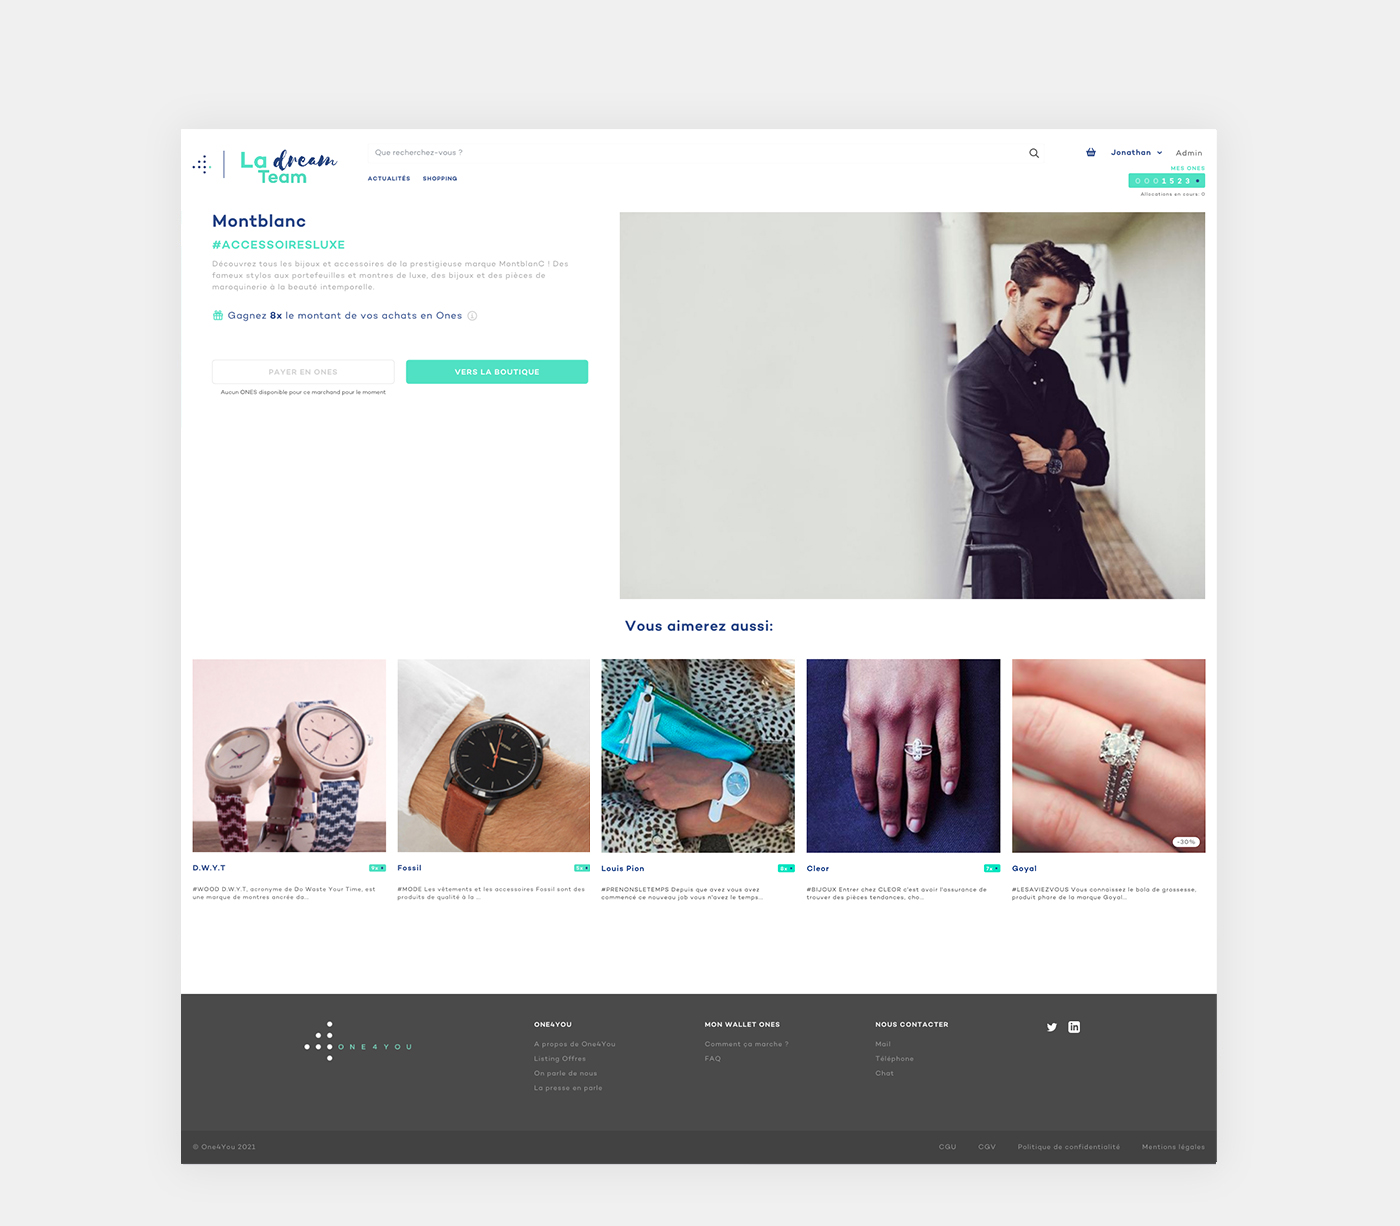 La dream
Team
Que recherchez-vous ?
ACTUALITÉS SHOPPING
Jonathan Admin
MES ONES
0001523
Allocations en cours: 0
Montblanc
#ACCESSOIRESLUXE
Découvrez tous les bijoux et accessoires de la prestigieuse marque MontblanC ! Des
fameux stylos aux portefeuilles et montres de luxe, des bijoux et des pièces de
maroquinerie à la beauté intemporelle.
Gagnez 8x le montant de vos achats en Ones
PAYER EN ONES
VERS LA BOUTIQUE
Aucun ONES disponible pour ce marchand pour le moment
Vous aimerez aussi:
-30%
D.W.Y.T
#WOOD D.W.Y.T, acronyme de Do Waste Your Time, est
une marque de montres ancrée da...
Fossil
#MODE Les vêtements et les accessoires Fossil sont des
produits de qualité à la ...
Louis Pion
#PRENONSLETEMPS Depuis que avez vous avez
commencé ce nouveau job vous n'avez le temps...
Cleor
7x
#BIJOUX Entrer chez CLEOR c'est avoir l'assurance de
trouver des pièces tendances, cho...
Goyal
#LESAVIEZVOUS Vous connaissez le bola de grossesse,
produit phare de la marque Goyal...
ONE4YOU
ONE4YOU
A propos de One4You
Listing Offres
On parle de nous
La presse en parle
MON WALLET ONES
Comment ça marche ?
FAQ
NOUS CONTACTER
Mail
Téléphone
Chat
in
© One4You 2021
CGU CGV Politique de confidentialité Mentions légales